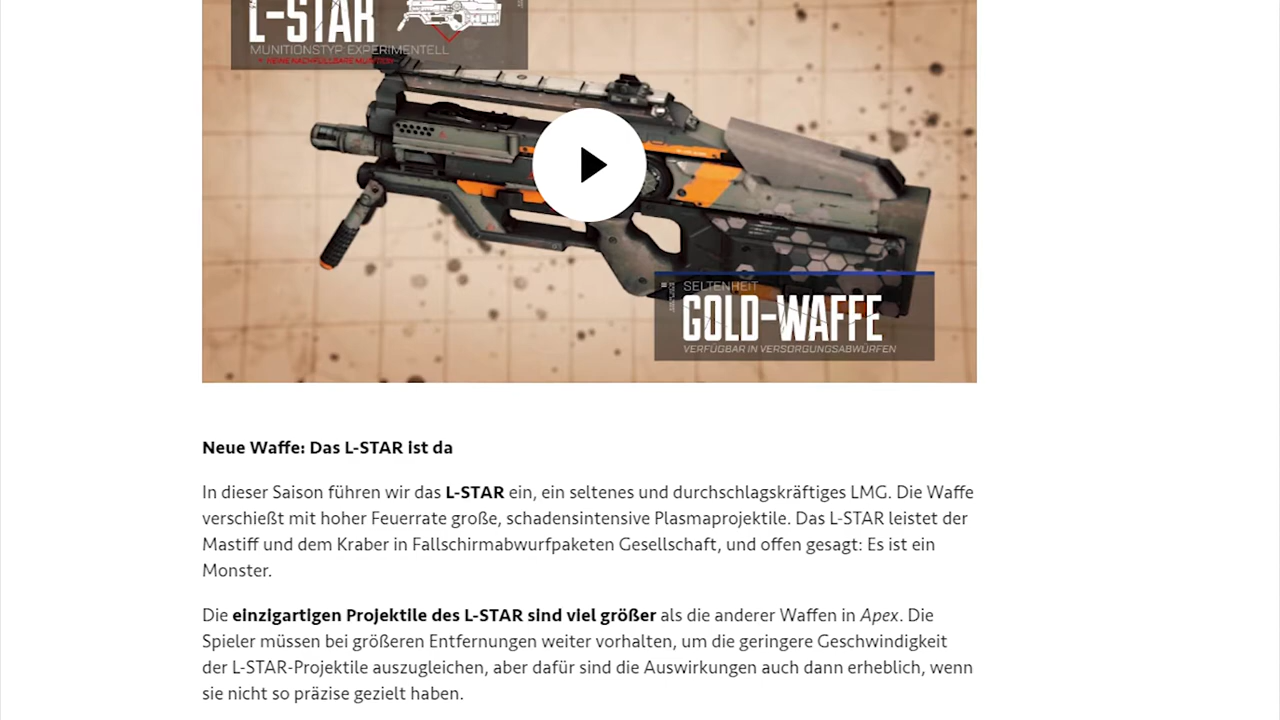 L-STAR
MUNITIONSTYP: EXPERIMENTELL
* KEINE NACHFÜLLBARE MUNITION
SELTENHEIT
GOLD-WAFFE
VERFÜGBAR IN VERSORGUNGSABWÜRFEN
Neue Waffe: Das L-STAR ist da
In dieser Saison führen wir das L-STAR ein, ein seltenes und durchschlagskräftiges LMG. Die Waffe
verschießt mit hoher Feuerrate große, schadensintensive Plasmaprojektile. Das L-STAR leistet der
Mastiff und dem Kraber in Fallschirmabwurfpaketen Gesellschaft, und offen gesagt: Es ist ein
Monster.
Die einzigartigen Projektile des L-STAR sind viel größer als die anderer Waffen in Apex. Die
Spieler müssen bei größeren Entfernungen weiter vorhalten, um die geringere Geschwindigkeit
der L-STAR-Projektile auszugleichen, aber dafür sind die Auswirkungen auch dann erheblich, wenn
sie nicht so präzise gezielt haben.